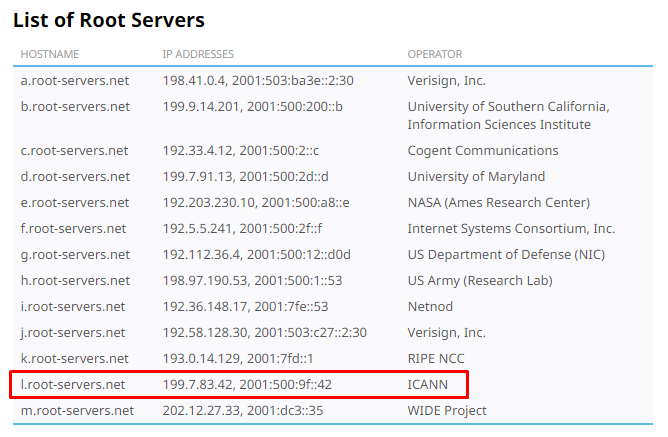 List of Root Servers
HOSTNAME IP ADDRESSES OPERATOR
a.root-servers.net 198.41.0.4, 2001:503:ba3e::2:30 Verisign, Inc.
b.root-servers.net 199.9.14.201, 2001:500:200::b University of Southern California,
Information Sciences Institute
c.root-servers.net 192.33.4.12, 2001:500:2::c Cogent Communications
d.root-servers.net 199.7.91.13, 2001:500:2d::d University of Maryland
e.root-servers.net 192.203.230.10, 2001:500:a8::e NASA (Ames Research Center)
f.root-servers.net 192.5.5.241, 2001:500:2f::f Internet Systems Consortium, Inc.
g.root-servers.net 192.112.36.4, 2001:500:12::d0d US Department of Defense (NIC)
h.root-servers.net 198.97.190.53, 2001:500:1::53 US Army (Research Lab)
i.root-servers.net 192.36.148.17, 2001:7fe::53 Netnod
j.root-servers.net 192.58.128.30, 2001:503:c27::2:30 Verisign, Inc.
k.root-servers.net 193.0.14.129, 2001:7fd::1 RIPE NCC
l.root-servers.net 199.7.83.42, 2001:500:9f::42 ICANN
m.root-servers.net 202.12.27.33, 2001:dc3::35 WIDE Project